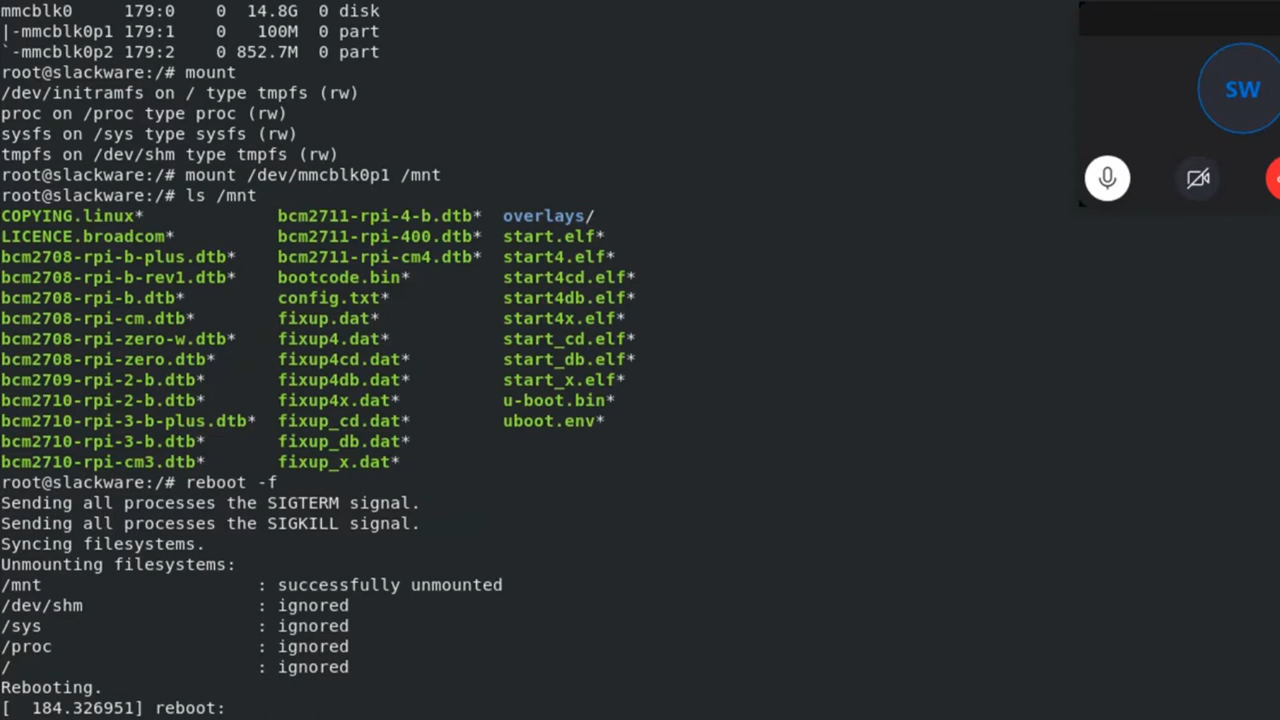 mmcblk0     179:0    0  14.8G  0 disk
|-mmcblk0p1 179:1    0   100M  0 part
`-mmcblk0p2 179:2    0 852.7M  0 part
root@slackware:/# mount
/dev/initramfs on / type tmpfs (rw)
proc on /proc type proc (rw)
sysfs on /sys type sysfs (rw)
tmpfs on /dev/shm type tmpfs (rw)
root@slackware:/# mount /dev/mmcblk0p1 /mnt
root@slackware:/# ls /mnt
COPYING.linux*             bcm2711-rpi-4-b.dtb*  overlays/
LICENCE.broadcom*          bcm2711-rpi-400.dtb*  start.elf*
bcm2708-rpi-b-plus.dtb*    bcm2711-rpi-cm4.dtb*  start4.elf*
bcm2708-rpi-b-rev1.dtb*    bootcode.bin*         start4cd.elf*
bcm2708-rpi-b.dtb*         config.txt*           start4db.elf*
bcm2708-rpi-cm.dtb*        fixup.dat*            start4x.elf*
bcm2708-rpi-zero-w.dtb*    fixup4.dat*           start_cd.elf*
bcm2708-rpi-zero.dtb*      fixup4cd.dat*         start_db.elf*
bcm2709-rpi-2-b.dtb*       fixup4db.dat*         start_x.elf*
bcm2710-rpi-2-b.dtb*       fixup4x.dat*          u-boot.bin*
bcm2710-rpi-3-b-plus.dtb*  fixup_cd.dat*         uboot.env*
bcm2710-rpi-3-b.dtb*       fixup_db.dat*
bcm2710-rpi-cm3.dtb*       fixup_x.dat*
root@slackware:/# reboot -f
Sending all processes the SIGTERM signal.
Sending all processes the SIGKILL signal.
Syncing filesystems.
Unmounting filesystems:
/mnt                     : successfully unmounted
/dev/shm                 : ignored
/sys                     : ignored
/proc                    : ignored
/                        : ignored
Rebooting.
[  184.326951] reboot:
SW